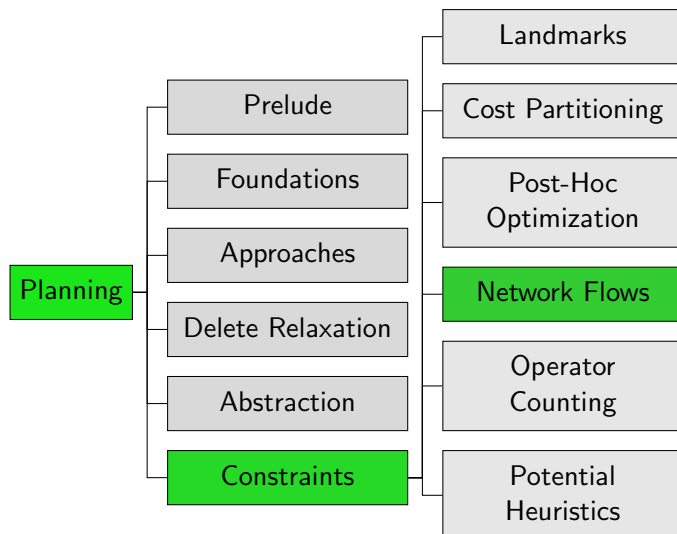 Planning
Prelude
Foundations
Approaches
Delete Relaxation
Abstraction
Constraints
Landmarks
Cost Partitioning
Post-Hoc
Optimization
Network Flows
Operator
Counting
Potential
Heuristics